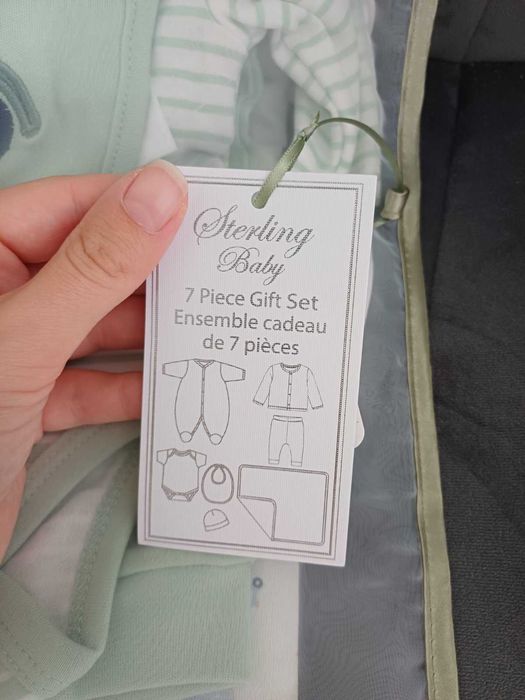 Sterling
Baby
7 Piece Gift Set
Ensemble cadeau
de 7 pièces